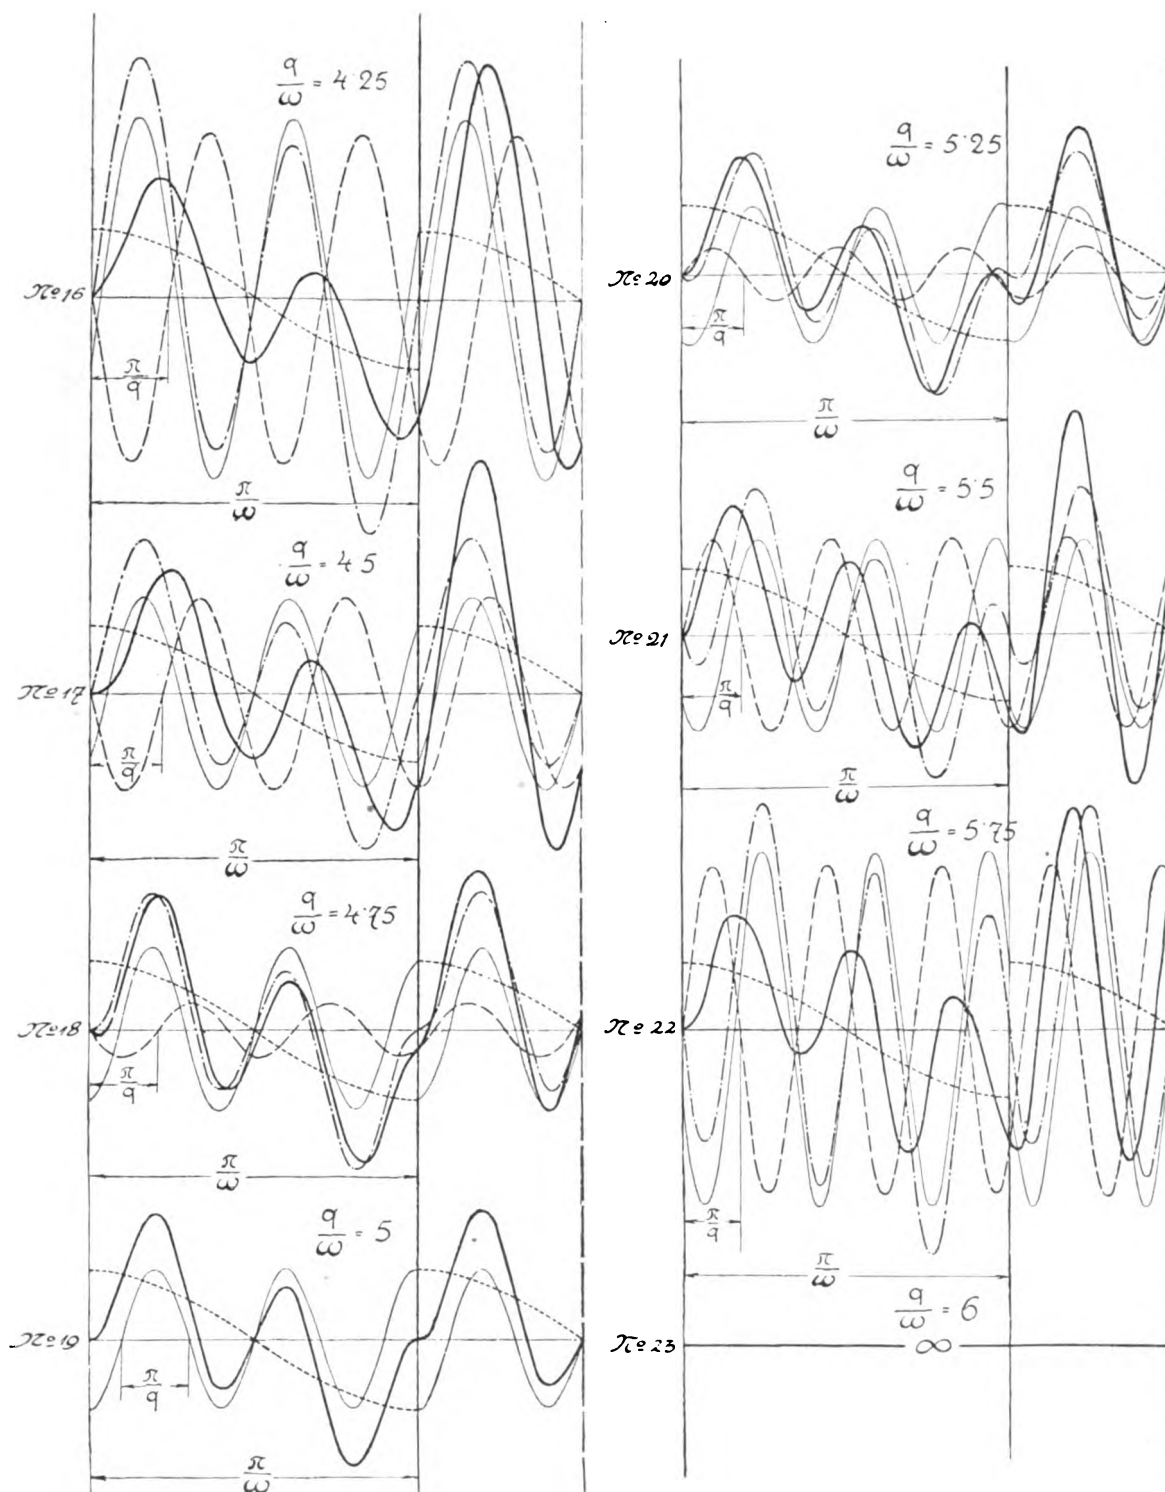 q/ω = 4·25
№ 16
π/q
π/ω
q/ω = 4 5
№ 17
π/q
π/ω
q/ω = 4·75
№ 18
π/q
π/ω
q/ω = 5
№ 19
π/q
π/ω
q/ω = 5·25
№ 20
π/q
π/ω
q/ω = 5·5
№ 21
π/q
π/ω
q/ω = 5·75
№ 22
π/q
π/ω
q/ω = 6
№ 23
∞